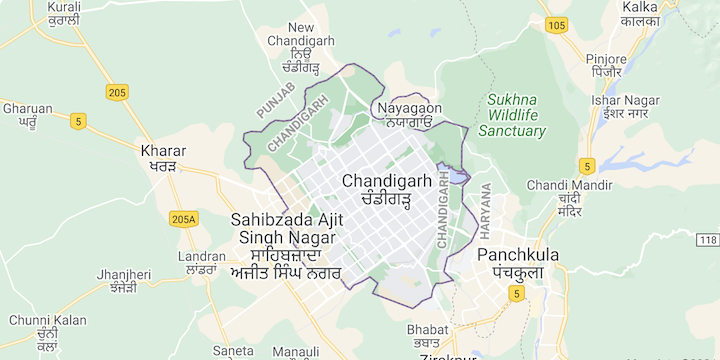 Kurali
ਕੁਰਾਲੀ
New
Chandigarh
ਨਿਊ
ਚੰਡੀਗੜ੍ਹ
105
Kalka
कालका
Pinjore
पिंजौर
205
PUNJAB
CHANDIGARH
Nayagaon
ਨਯਾਗਾਓਂ
Sukhna
Wildlife
Sanctuary
Ishar Nagar
ईशर नगर
Gharuan
ਘੜੂੰਆਂ
5
Kharar
ਖਰੜ
5
Chandigarh
ਚੰਡੀਗੜ੍ਹ
CHANDIGARH
HARYANA
Chandi Mandir
चांदी
मंदिर
205A
Sahibzada Ajit
Singh Nagar
ਸਾਹਿਬਜ਼ਾਦਾ
ਅਜੀਤ ਸਿੰਘ ਨਗਰ
118
Landran
ਲਾਂਡਰਾਂ
Panchkula
पंचकुला
Jhanjheri
ਝੰਜੇੜੀ
5
Chunni Kalan
ਚੁੰਨੀ ਕਲਾਂ
Bhabat
ਭਬਾਤ
Saneta
Manauli
Zirakpur